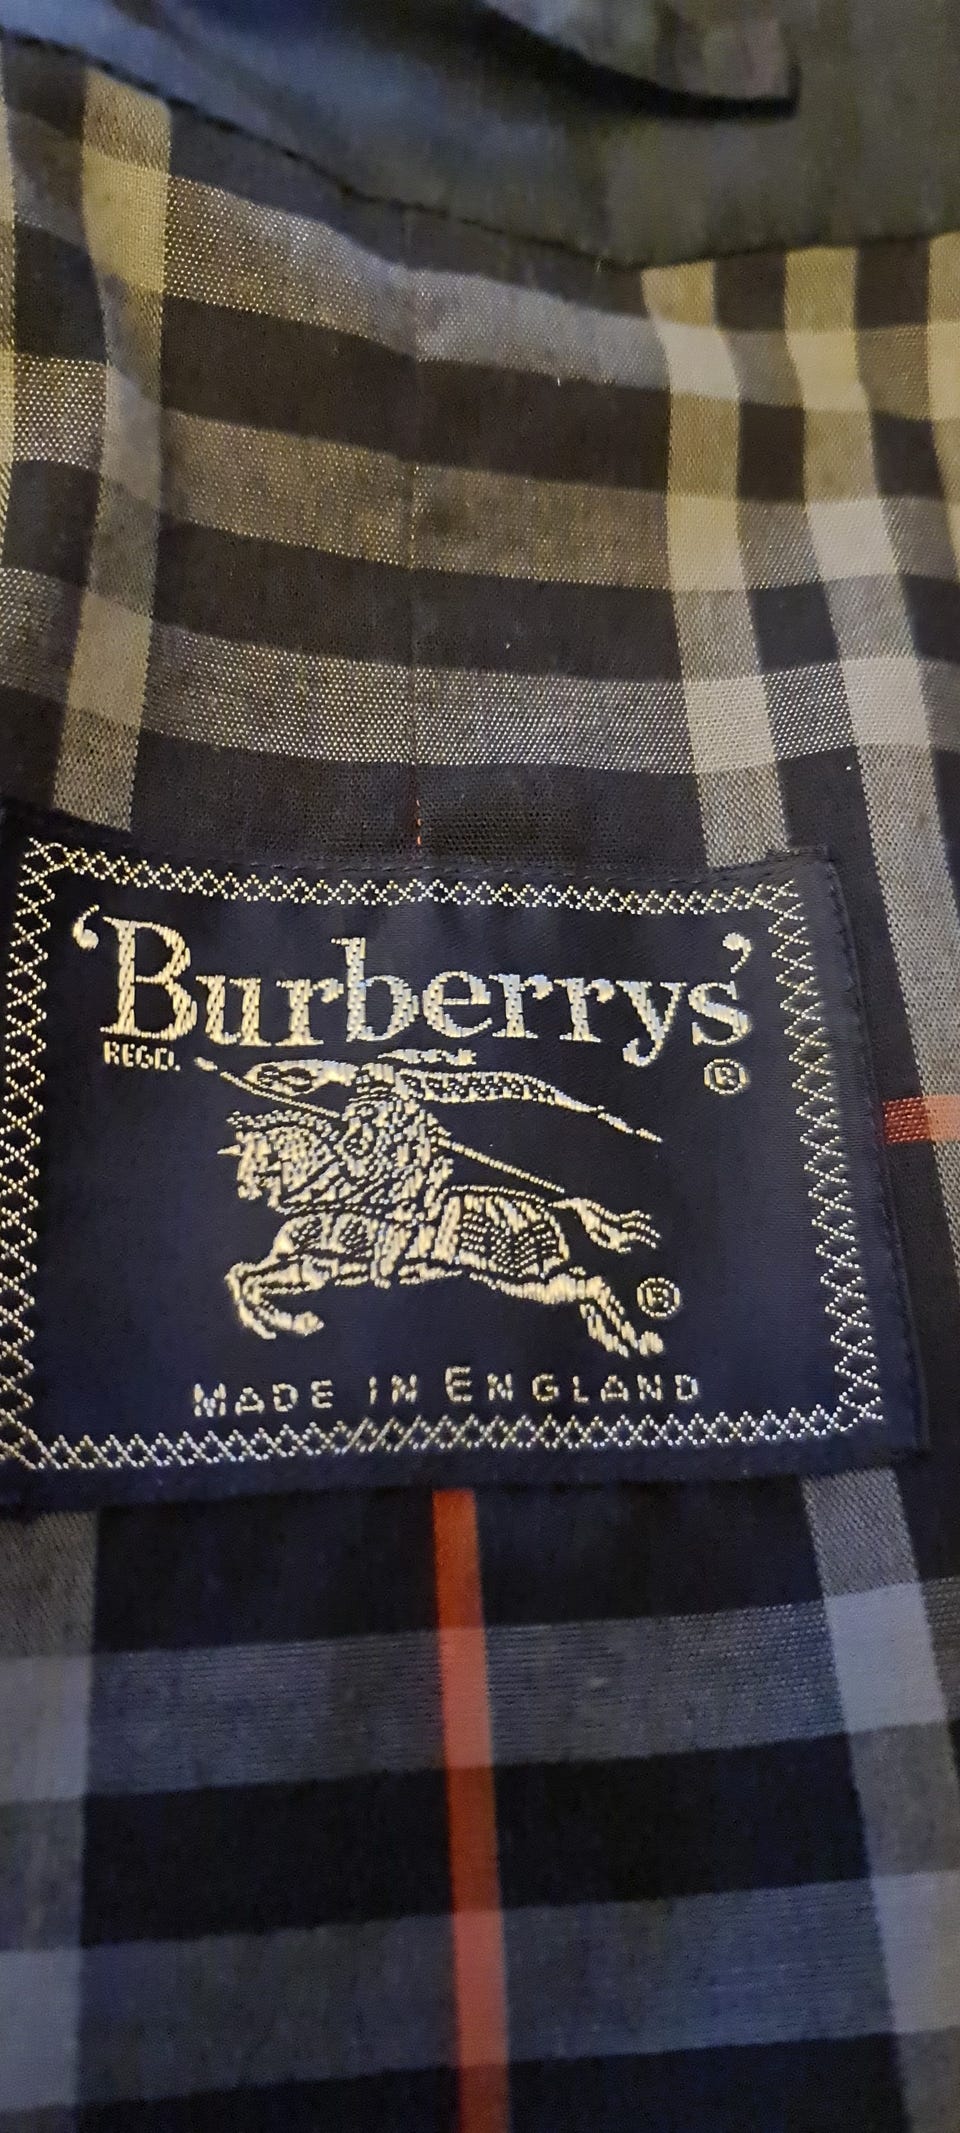 ‘Burberrys’
REGD. ®
®
MADE IN ENGLAND